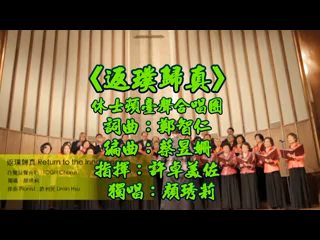 《返璞歸真》
休士頓臺聲合唱團
詞曲：鄭智仁
編曲：蔡昱姍
指揮：許卓美佐
獨唱：顏琇莉
返璞歸真 Return to the Inno